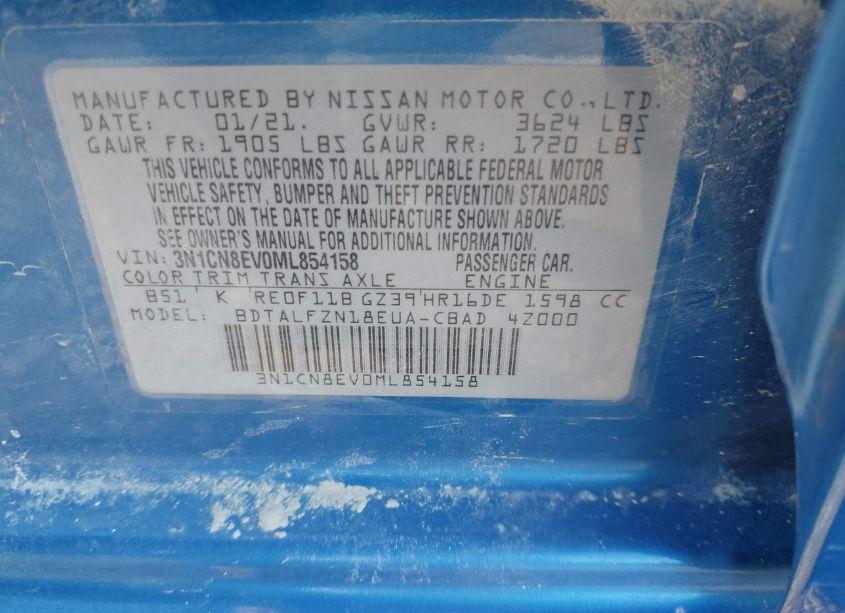 MANUFACTURED BY NISSAN MOTOR CO.,LTD.
DATE: 01/21. GVWR: 3624 LBS
GAWR FR: 1905 LBS GAWR RR: 1720 LBS
THIS VEHICLE CONFORMS TO ALL APPLICABLE FEDERAL MOTOR
VEHICLE SAFETY, BUMPER AND THEFT PREVENTION STANDARDS
IN EFFECT ON THE DATE OF MANUFACTURE SHOWN ABOVE.
SEE OWNER'S MANUAL FOR ADDITIONAL INFORMATION.
VIN: 3N1CN8EV0ML854158 PASSENGER CAR.
COLOR TRIM TRANS AXLE ENGINE
B51' K RE0F11B GZ39'HR16DE 1598 CC
MODEL: BDTALFZN18EUA-CBAD 4Z000
3N1CN8EV0ML854158